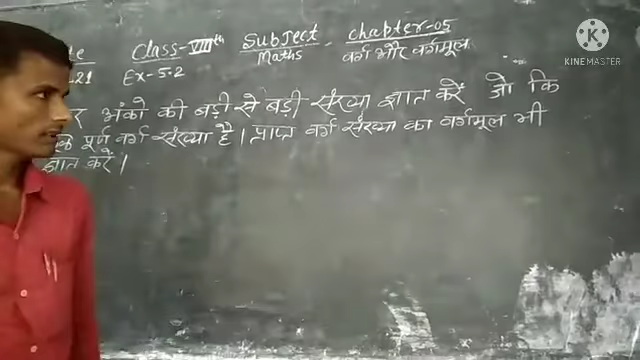 Class-VIIIth Subject Chapter-05
Ex-5.2 Maths वर्ग और वर्गमूल
अंको की बड़ी से बड़ी संख्या ज्ञात करें जो कि
पूर्ण वर्ग संख्या है। प्राप्त वर्ग संख्या का वर्गमूल भी
ज्ञात करें।
KINEMASTER